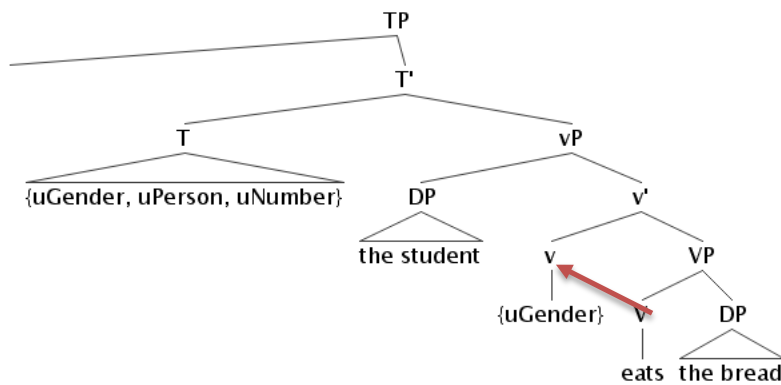 TP
T'
T vP
{uGender, uPerson, uNumber} DP v'
the student v VP
{uGender} V DP
eats the bread